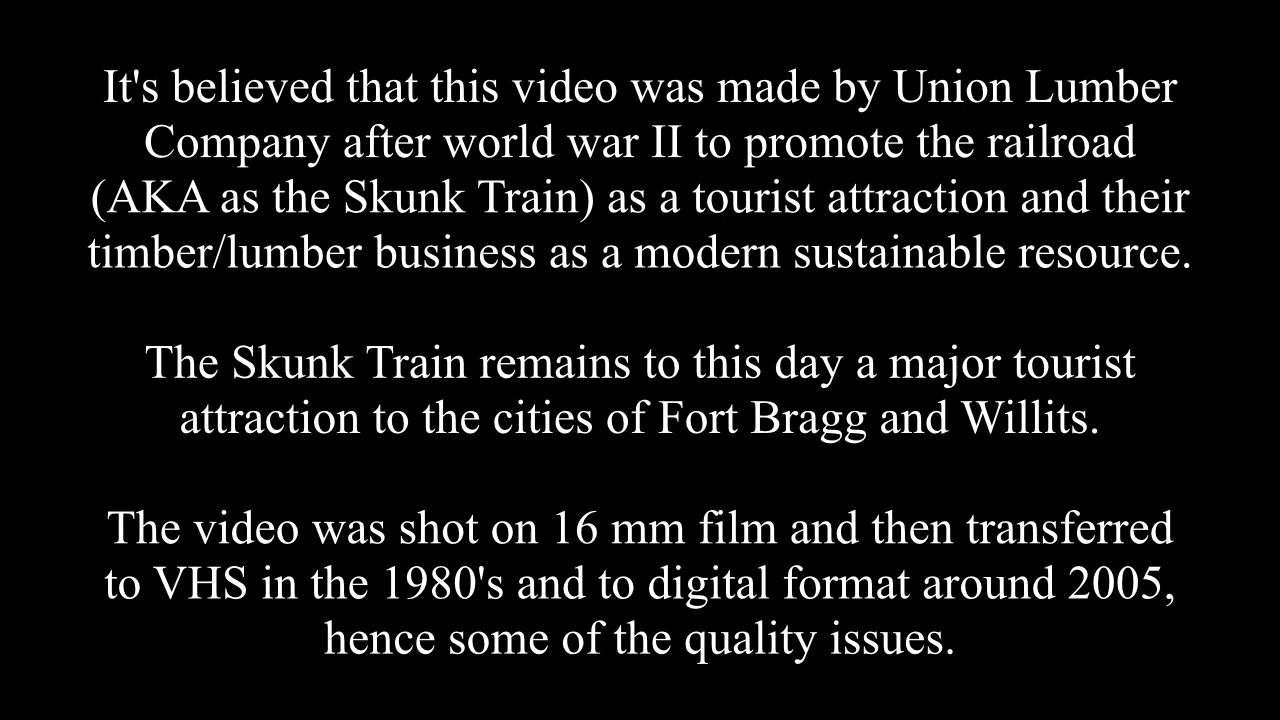 It's believed that this video was made by Union Lumber
Company after world war II to promote the railroad
(AKA as the Skunk Train) as a tourist attraction and their
timber/lumber business as a modern sustainable resource.
The Skunk Train remains to this day a major tourist
attraction to the cities of Fort Bragg and Willits.
The video was shot on 16 mm film and then transferred
to VHS in the 1980's and to digital format around 2005,
hence some of the quality issues.